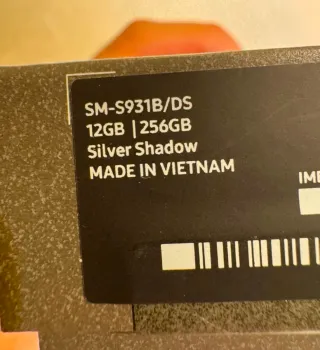 SM-S931B/DS
12GB | 256GB
Silver Shadow
MADE IN VIETNAM